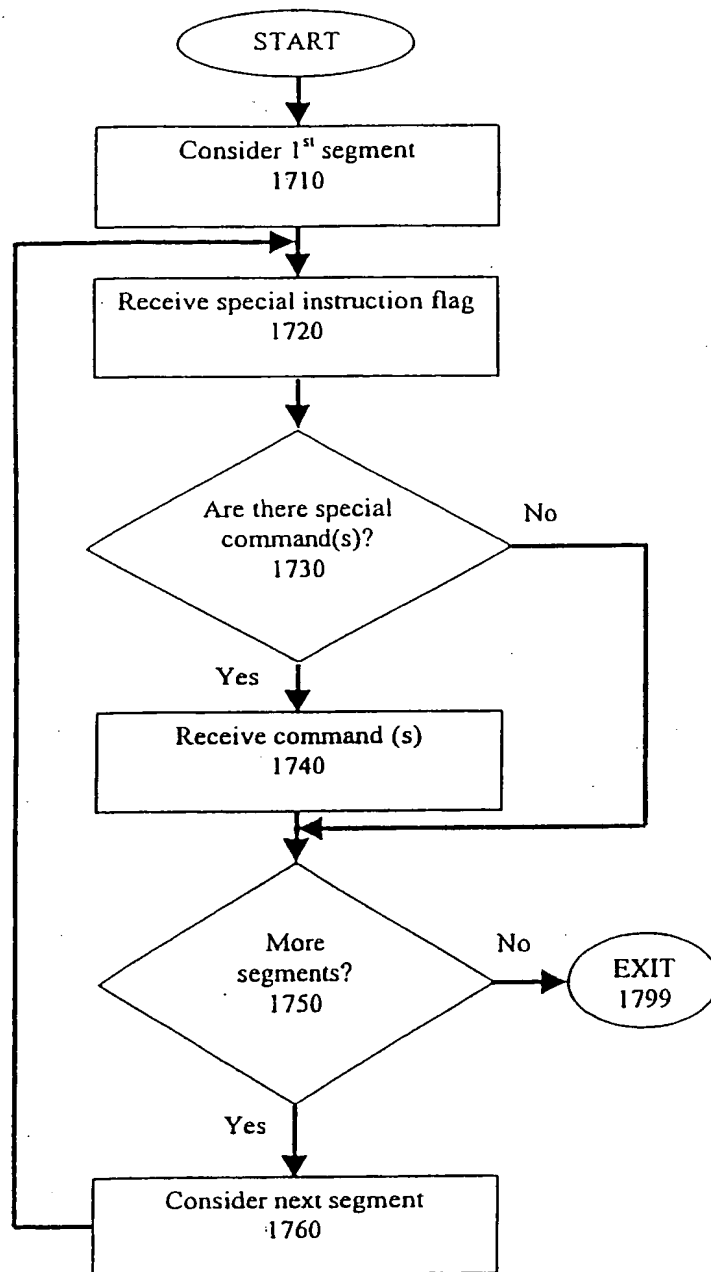 START
Consider 1st segment
1710
Receive special instruction flag
1720
Are there special
command(s)?
1730
No
Yes
Receive command (s)
1740
More
segments?
1750
No
EXIT
1799
Yes
Consider next segment
1760